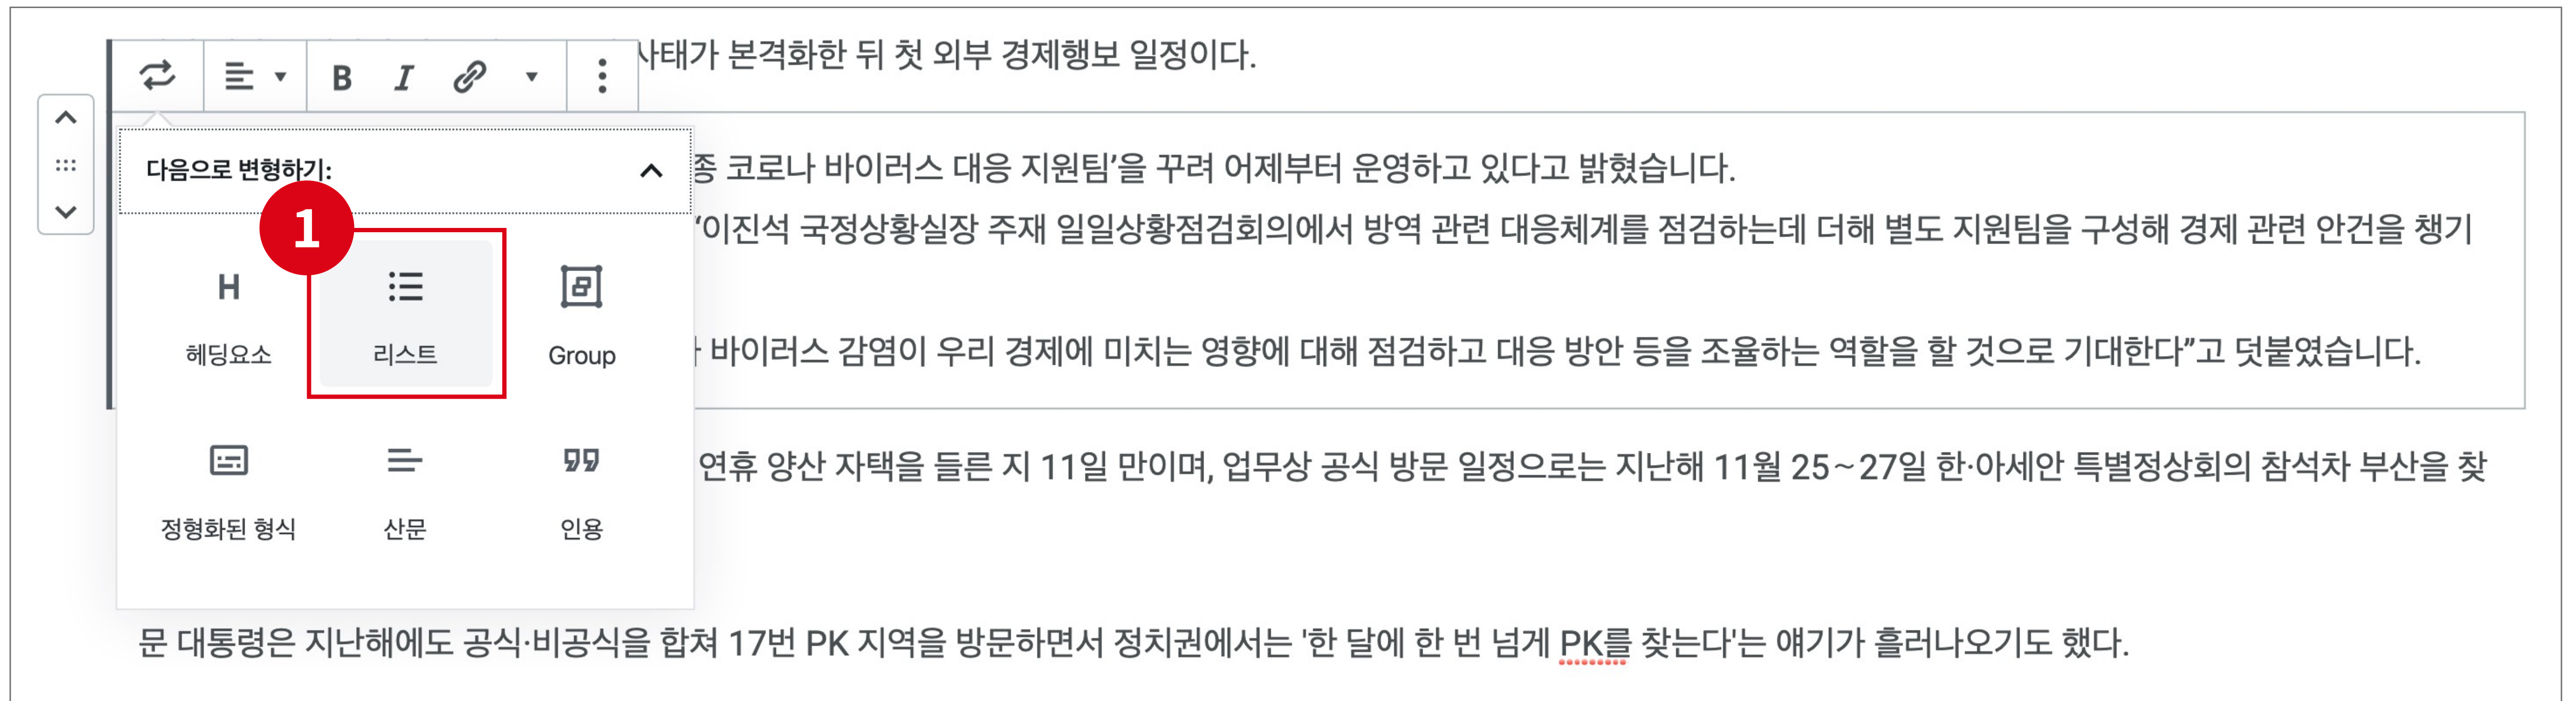 사태가 본격화한 뒤 첫 외부 경제행보 일정이다.
B I
다음으로 변형하기:
1
H
헤딩요소
리스트
Group
정형화된 형식
산문
인용
종 코로나 바이러스 대응 지원팀’을 꾸려 어제부터 운영하고 있다고 밝혔습니다.
“이진석 국정상황실장 주재 일일상황점검회의에서 방역 관련 대응체계를 점검하는데 더해 별도 지원팀을 구성해 경제 관련 안건을 챙기
바이러스 감염이 우리 경제에 미치는 영향에 대해 점검하고 대응 방안 등을 조율하는 역할을 할 것으로 기대한다”고 덧붙였습니다.
연휴 양산 자택을 들른 지 11일 만이며, 업무상 공식 방문 일정으로는 지난해 11월 25~27일 한·아세안 특별정상회의 참석차 부산을 찾
문 대통령은 지난해에도 공식·비공식을 합쳐 17번 PK 지역을 방문하면서 정치권에서는 '한 달에 한 번 넘게 PK를 찾는다'는 얘기가 흘러나오기도 했다.